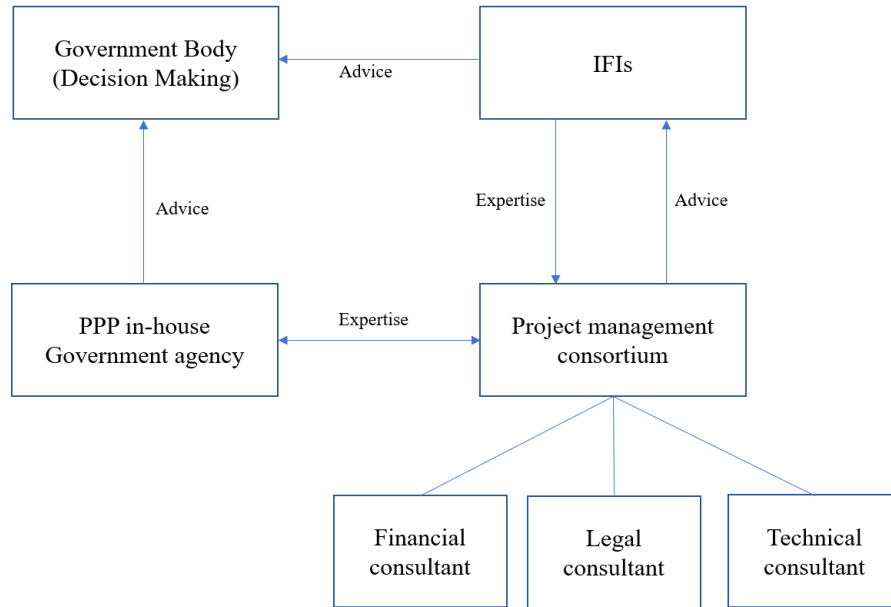 Government Body
(Decision Making)
Advice
IFIs
Advice
Expertise
Advice
PPP in-house
Government agency
Expertise
Project management
consortium
Financial
consultant
Legal
consultant
Technical
consultant